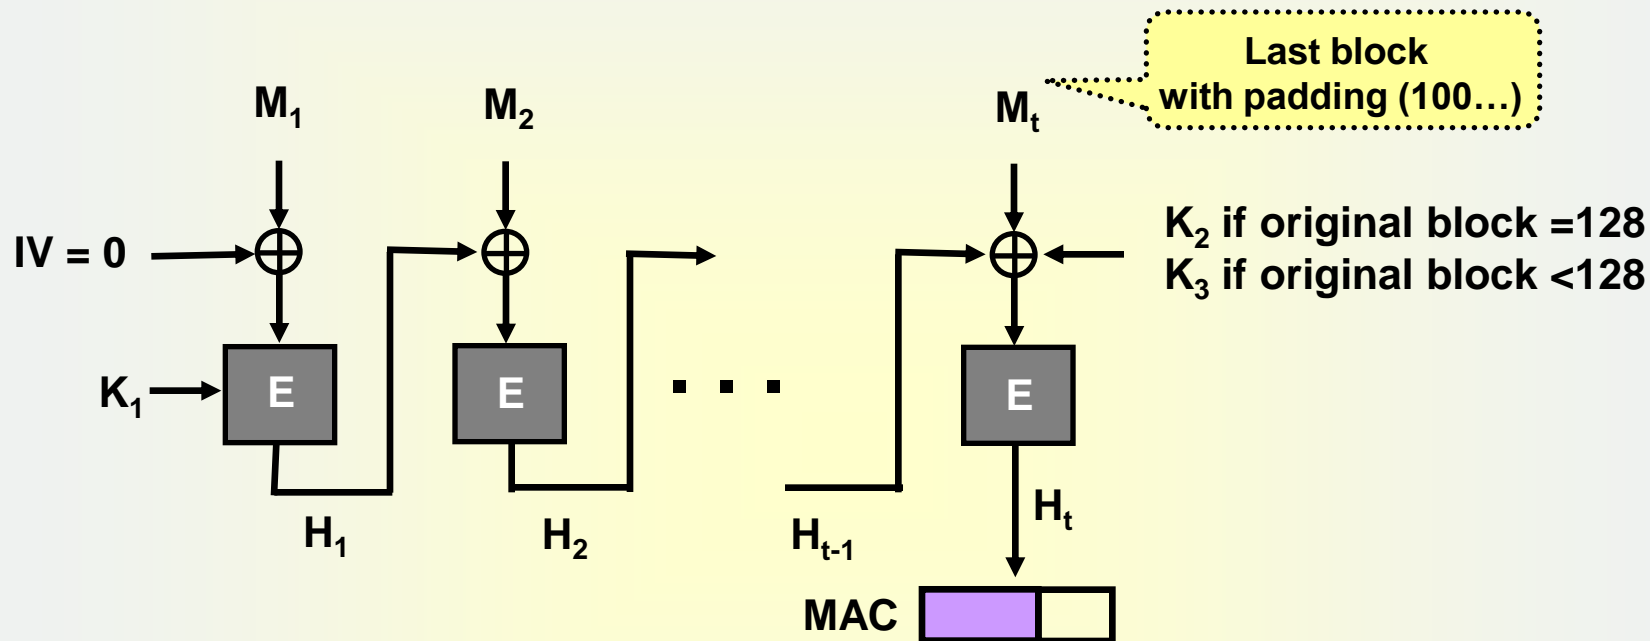 Last block
with padding (100…)
M₁
M₂
Mₜ
IV = 0
K₂ if original block =128
K₃ if original block <128
K₁
E
E
E
H₁
H₂
Hₜ₋₁
Hₜ
MAC